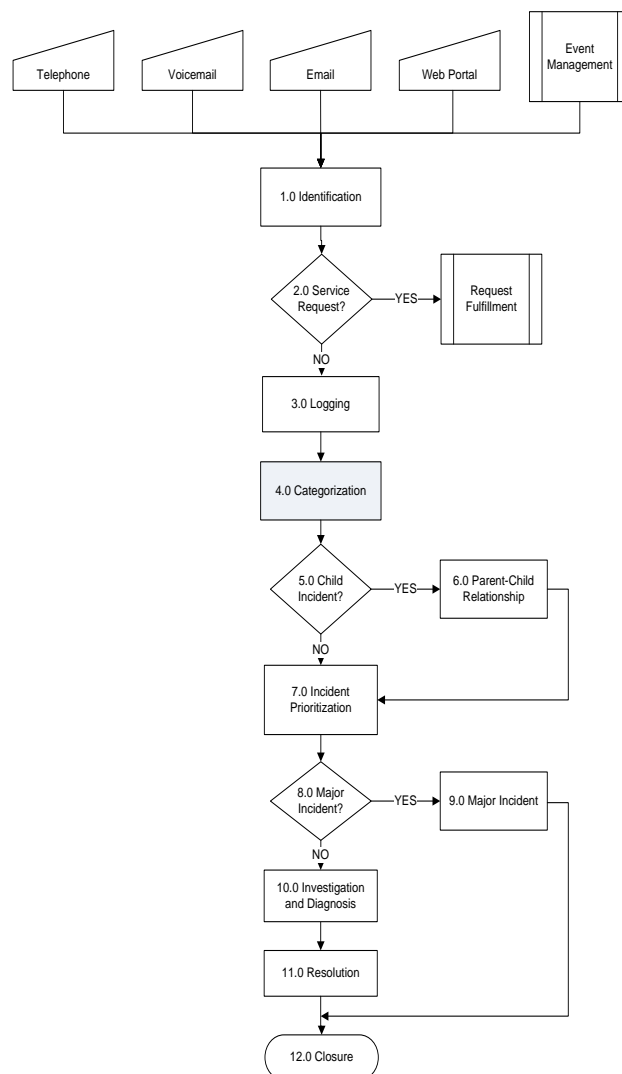 Telephone
Voicemail
Email
Web Portal
Event
Management
1.0 Identification
2.0 Service
Request?
YES
Request
Fulfillment
NO
3.0 Logging
4.0 Categorization
5.0 Child
Incident?
YES
6.0 Parent-Child
Relationship
NO
7.0 Incident
Prioritization
8.0 Major
Incident?
YES
9.0 Major Incident
NO
10.0 Investigation
and Diagnosis
11.0 Resolution
12.0 Closure